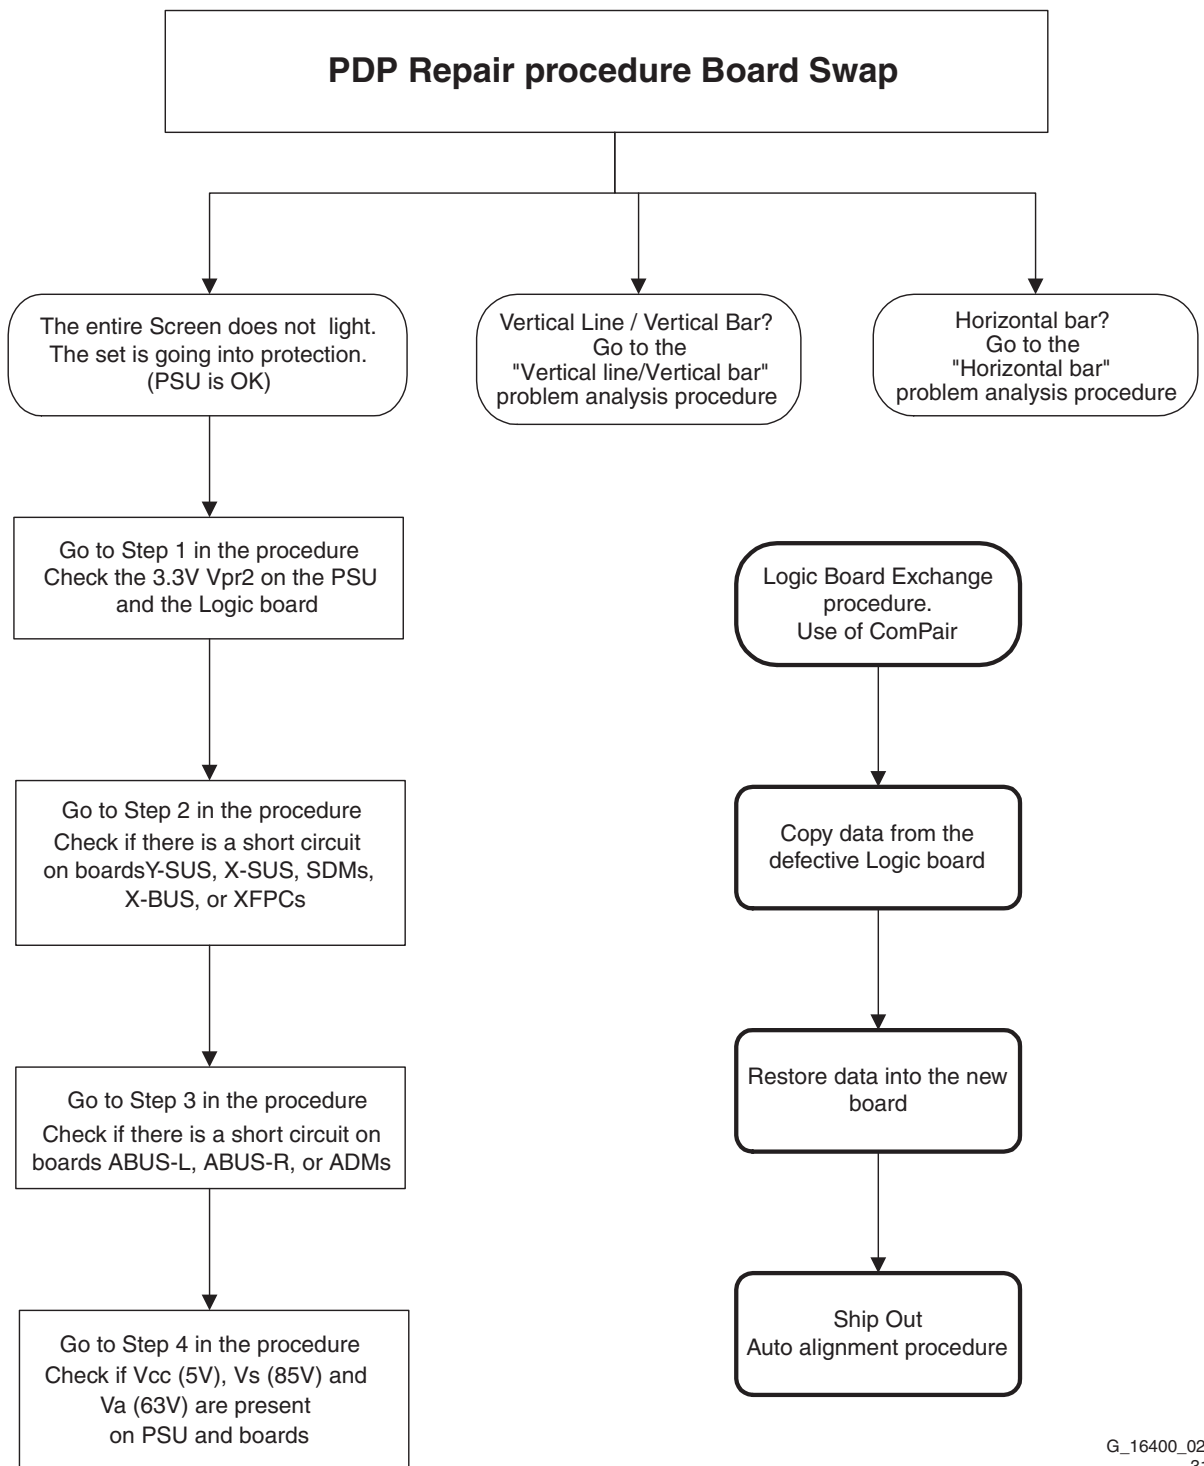 PDP Repair procedure Board Swap
The entire Screen does not light.
The set is going into protection.
(PSU is OK)
Vertical Line / Vertical Bar?
Go to the
"Vertical line/Vertical bar"
problem analysis procedure
Horizontal bar?
Go to the
"Horizontal bar"
problem analysis procedure
Go to Step 1 in the procedure
Check the 3.3V Vpr2 on the PSU
and the Logic board
Go to Step 2 in the procedure
Check if there is a short circuit
on boardsY-SUS, X-SUS, SDMs,
X-BUS, or XFPCs
Go to Step 3 in the procedure
Check if there is a short circuit on
boards ABUS-L, ABUS-R, or ADMs
Go to Step 4 in the procedure
Check if Vcc (5V), Vs (85V) and
Va (63V) are present
on PSU and boards
Logic Board Exchange
procedure.
Use of ComPair
Copy data from the
defective Logic board
Restore data into the new
board
Ship Out
Auto alignment procedure
G_16400_02